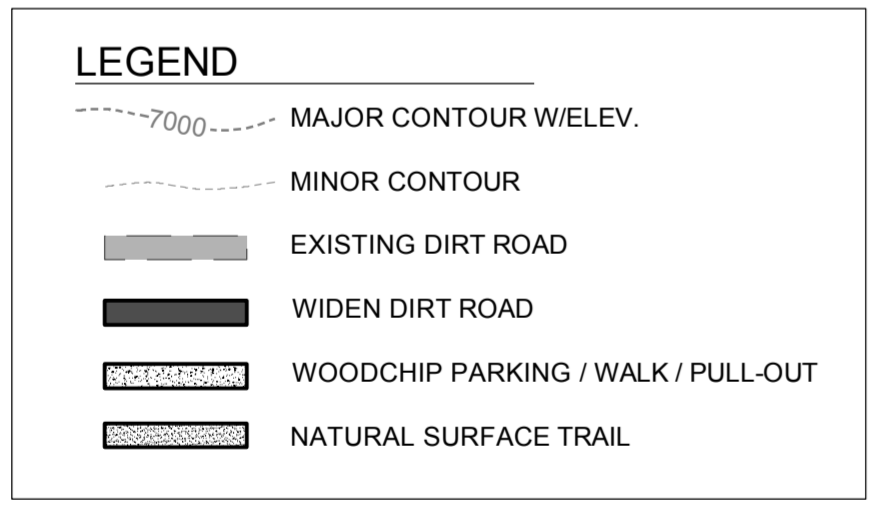 LEGEND
7000 MAJOR CONTOUR W/ELEV.
MINOR CONTOUR
EXISTING DIRT ROAD
WIDEN DIRT ROAD
WOODCHIP PARKING / WALK / PULL-OUT
NATURAL SURFACE TRAIL